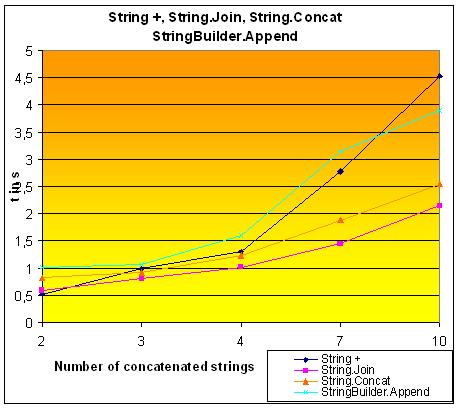 String +, String.Join, String.Concat
StringBuilder.Append
5
4,5
4
3,5
3
2,5
2
1,5
1
0,5
0
t in s
2 3 4 7 10
Number of concatenated strings
String +
String.Join
String.Concat
StringBuilder.Append